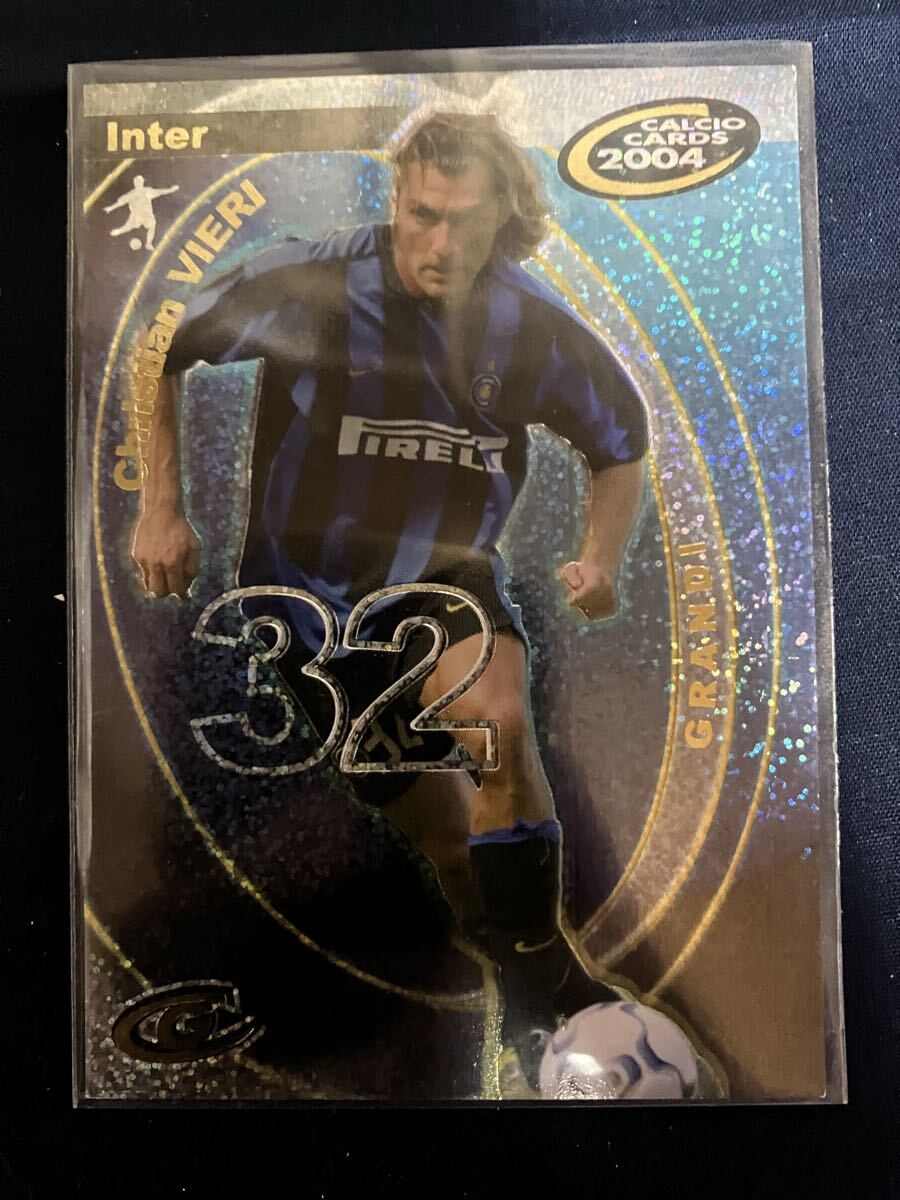 Inter
CALCIO
CARDS
2004
Christian VIERI
PIRELLI
32
GRANDI